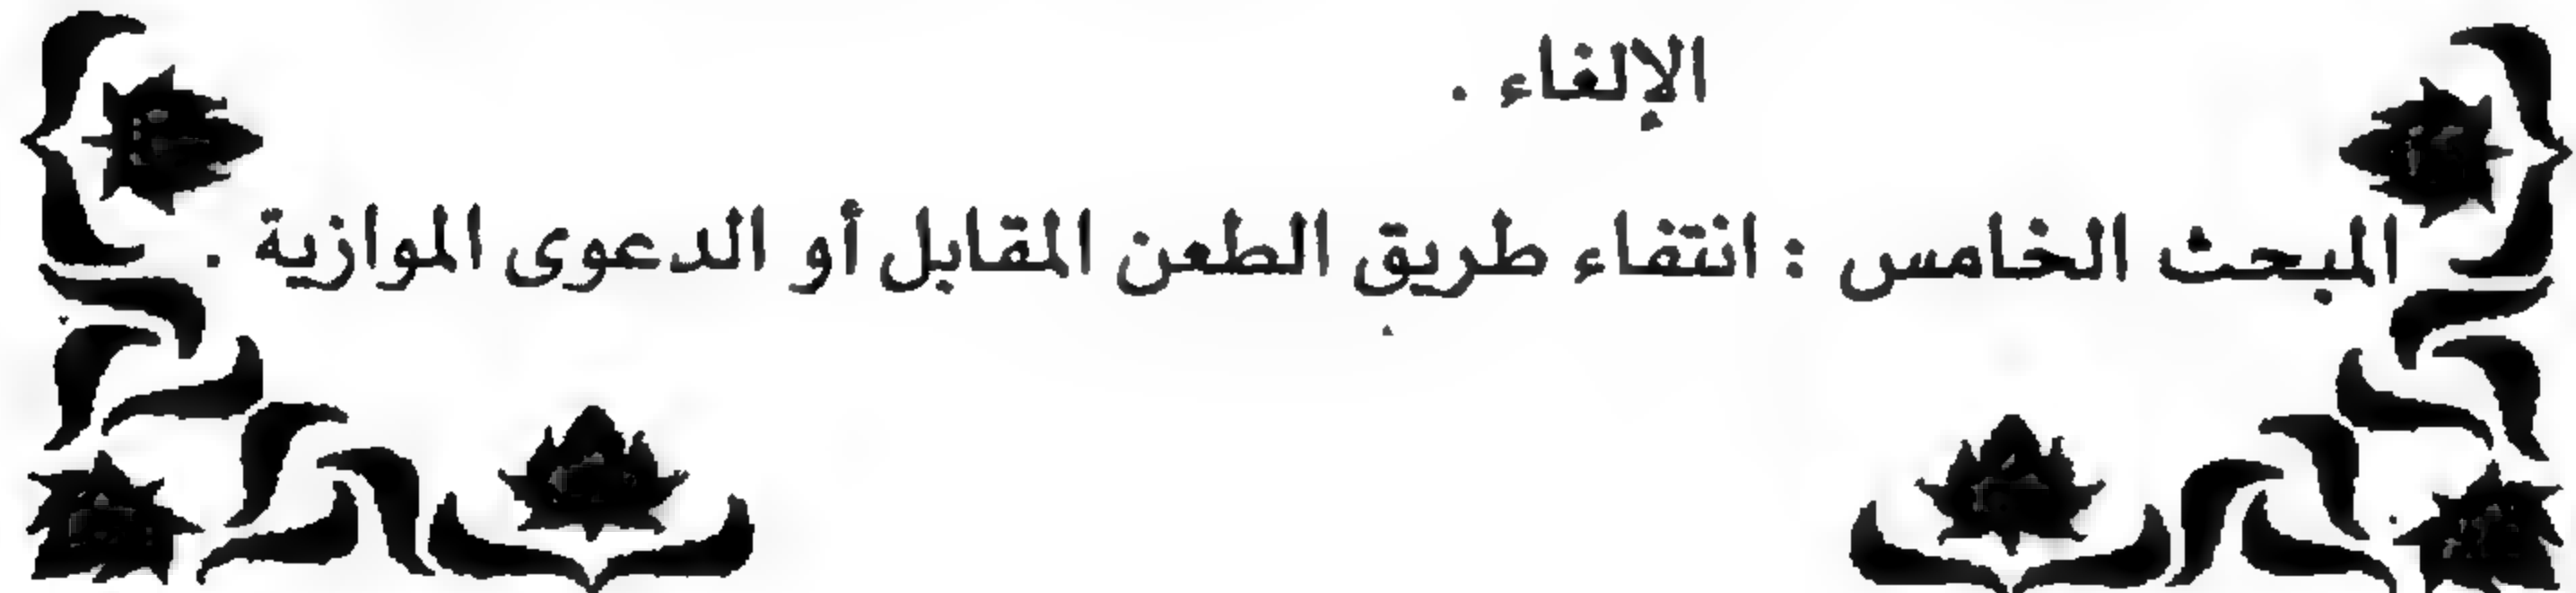 الإلغاء .
المبحث الخامس : انتفاء طريق الطعن المقابل أو الدعوى الموازية .